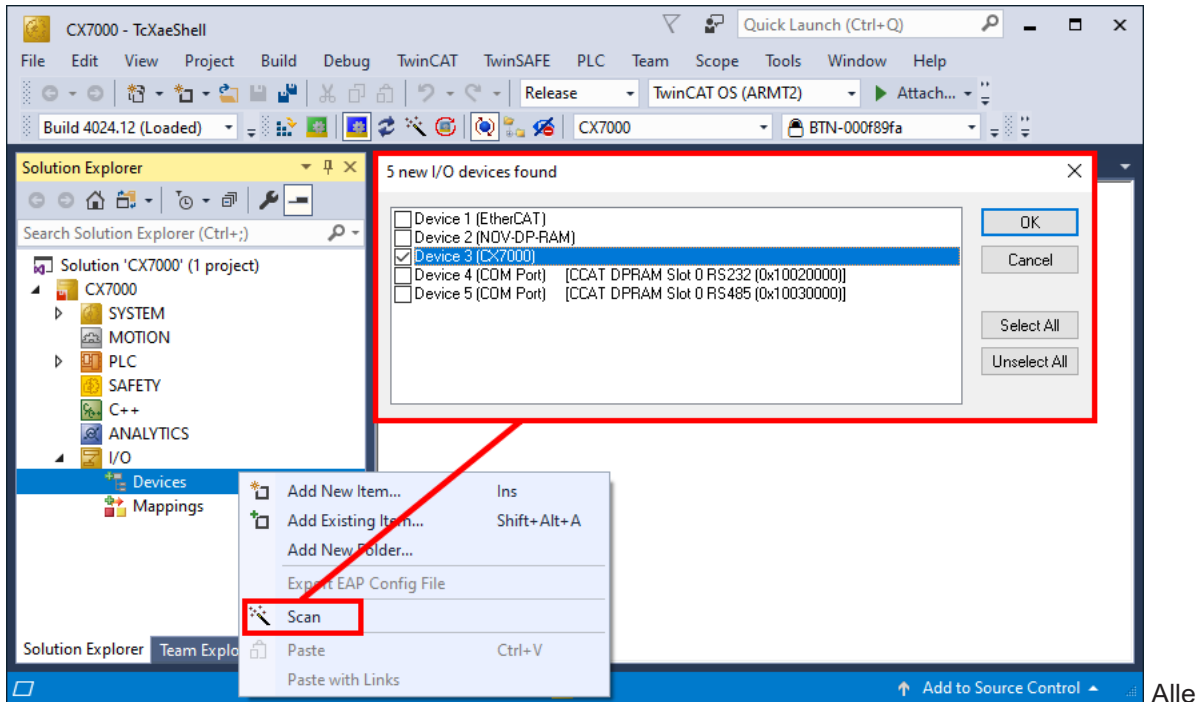 CX7000 - TcXaeShell
Quick Launch (Ctrl+Q)
File Edit View Project Build Debug TwinCAT TwinSAFE PLC Team Scope Tools Window Help
Release TwinCAT OS (ARMT2) Attach...
Build 4024.12 (Loaded) CX7000 BTN-000f89fa
Solution Explorer
Search Solution Explorer (Ctrl+;)
Solution 'CX7000' (1 project)
CX7000
SYSTEM
MOTION
PLC
SAFETY
C++
ANALYTICS
I/O
Devices
Mappings
5 new I/O devices found
Device 1 (EtherCAT)
Device 2 (NOV-DP-RAM)
Device 3 (CX7000)
Device 4 (COM Port) [CCAT DPRAM Slot 0 RS232 (0x10020000)]
Device 5 (COM Port) [CCAT DPRAM Slot 0 RS485 (0x10030000)]
OK
Cancel
Select All
Unselect All
Add New Item... Ins
Add Existing Item... Shift+Alt+A
Add New Folder...
Export EAP Config File
Scan
Paste Ctrl+V
Paste with Links
Solution Explorer Team Explo
Add to Source Control
Alle